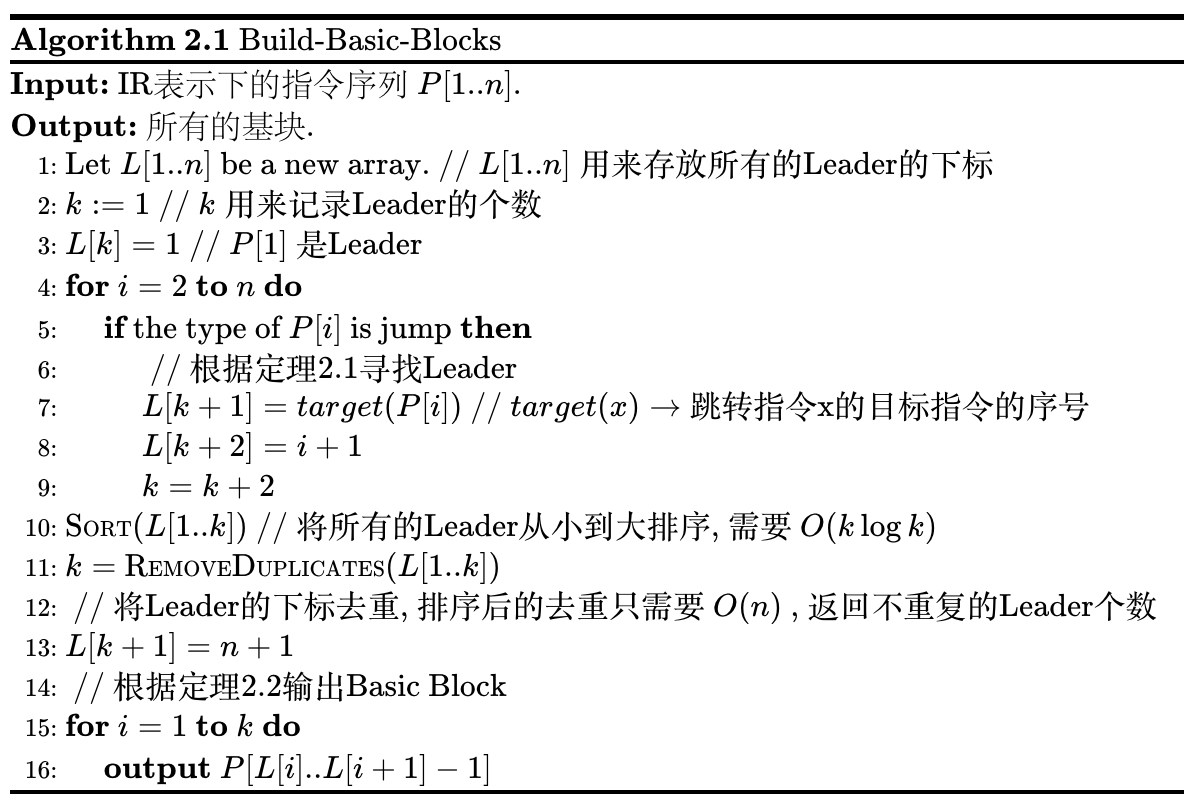 Algorithm 2.1 Build-Basic-Blocks
Input: IR表示下的指令序列 P[1..n].
Output: 所有的基块.
1: Let L[1..n] be a new array. // L[1..n] 用来存放所有的Leader的下标
2: k := 1 // k 用来记录Leader的个数
3: L[k] = 1 // P[1] 是Leader
4: for i = 2 to n do
5: if the type of P[i] is jump then
6: // 根据定理2.1寻找Leader
7: L[k + 1] = target(P[i]) // target(x) → 跳转指令x的目标指令的序号
8: L[k + 2] = i + 1
9: k = k + 2
10: SORT(L[1..k]) // 将所有的Leader从小到大排序, 需要 O(k log k)
11: k = REMOVEDUPLICATES(L[1..k])
12: // 将Leader的下标去重, 排序后的去重只需要 O(n) , 返回不重复的Leader个数
13: L[k + 1] = n + 1
14: // 根据定理2.2输出Basic Block
15: for i = 1 to k do
16: output P[L[i]..L[i + 1] − 1]